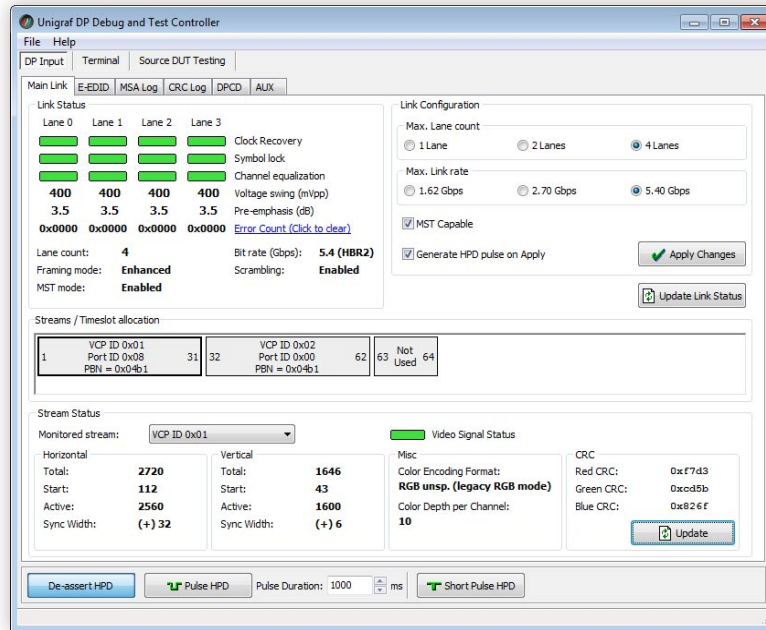 Unigraf DP Debug and Test Controller
File Help
DP Input Terminal Source DUT Testing
Main Link E-EDID MSA Log CRC Log DPCD AUX
Link Status
Lane 0 Lane 1 Lane 2 Lane 3
Clock Recovery
Symbol lock
Channel equalization
400 400 400 400 Voltage swing (mVpp)
3.5 3.5 3.5 3.5 Pre-emphasis (dB)
0x0000 0x0000 0x0000 0x0000 Error Count (Click to clear)
Lane count: 4 Bit rate (Gbps): 5.4 (HBR2)
Framing mode: Enhanced Scrambling: Enabled
MST mode: Enabled
Link Configuration
Max. Lane count
1 Lane 2 Lanes 4 Lanes
Max. Link rate
1.62 Gbps 2.70 Gbps 5.40 Gbps
MST Capable
Generate HPD pulse on Apply Apply Changes
Update Link Status
Streams / Timeslot allocation
VCP ID 0x01 VCP ID 0x02
1 Port ID 0x08 31 32 Port ID 0x00 62 63 Not Used 64
PBN = 0x04b1 PBN = 0x04b1
Stream Status
Monitored stream: VCP ID 0x01 Video Signal Status
Horizontal
Total: 2720
Start: 112
Active: 2560
Sync Width: (+) 32
Vertical
Total: 1646
Start: 43
Active: 1600
Sync Width: (+) 6
Misc
Color Encoding Format:
RGB unsp. (legacy RGB mode)
Color Depth per Channel:
10
CRC
Red CRC: 0xf7d3
Green CRC: 0xcd5b
Blue CRC: 0x826f
Update
De-assert HPD Pulse HPD Pulse Duration: 1000 ms Short Pulse HPD